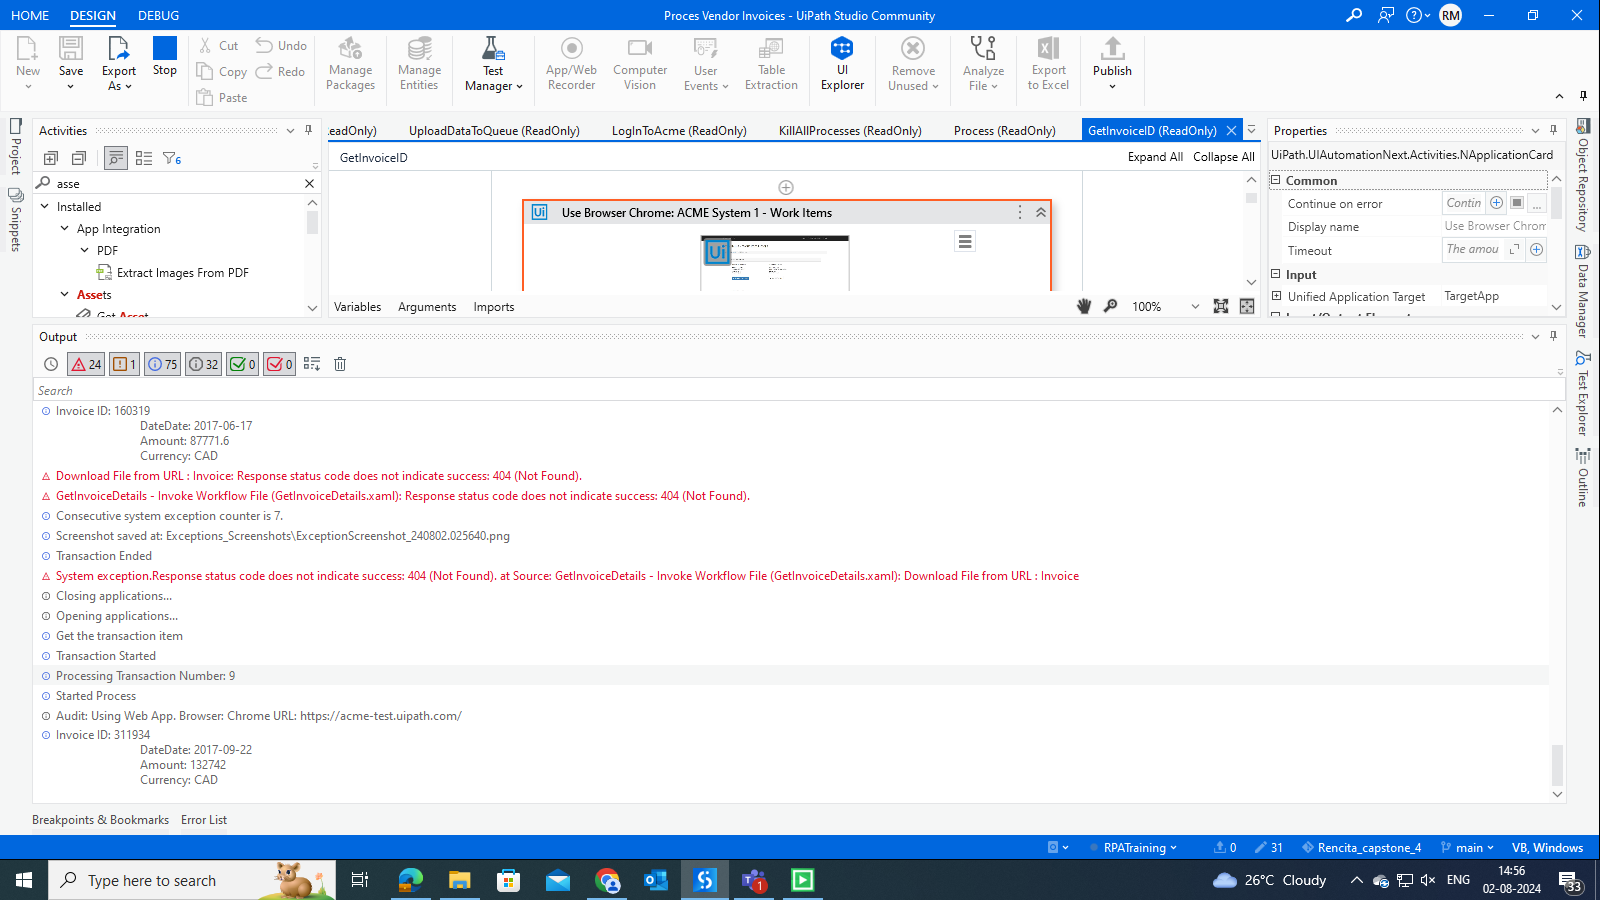 HOME DESIGN DEBUG Proces Vendor Invoices - UiPath Studio Community RM
New Save Export As Stop Cut Copy Paste Undo Redo Manage Packages Manage Entities Test Manager App/Web Recorder Computer Vision User Events Table Extraction UI Explorer Remove Unused Analyze File Export to Excel Publish
Project
Snippets
Activities
asse
Installed
App Integration
PDF
Extract Images From PDF
Assets
Get Asset
eadOnly) UploadDataToQueue (ReadOnly) LogInToAcme (ReadOnly) KillAllProcesses (ReadOnly) Process (ReadOnly) GetInvoiceID (ReadOnly)
GetInvoiceID Expand All Collapse All
Use Browser Chrome: ACME System 1 - Work Items
Variables Arguments Imports 100%
Properties
UiPath.UIAutomationNext.Activities.NApplicationCard
Common
Continue on error Contin ...
Display name Use Browser Chrom
Timeout The amou
Input
Unified Application Target TargetApp
Object Repository
Data Manager
Test Explorer
Outline
Output
24 1 75 32 0 0
Search
Invoice ID: 160319
DateDate: 2017-06-17
Amount: 87771.6
Currency: CAD
Download File from URL : Invoice: Response status code does not indicate success: 404 (Not Found).
GetInvoiceDetails - Invoke Workflow File (GetInvoiceDetails.xaml): Response status code does not indicate success: 404 (Not Found).
Consecutive system exception counter is 7.
Screenshot saved at: Exceptions_Screenshots\ExceptionScreenshot_240802.025640.png
Transaction Ended
System exception.Response status code does not indicate success: 404 (Not Found). at Source: GetInvoiceDetails - Invoke Workflow File (GetInvoiceDetails.xaml): Download File from URL : Invoice
Closing applications...
Opening applications...
Get the transaction item
Transaction Started
Processing Transaction Number: 9
Started Process
Audit: Using Web App. Browser: Chrome URL: https://acme-test.uipath.com/
Invoice ID: 311934
DateDate: 2017-09-22
Amount: 132742
Currency: CAD
Breakpoints & Bookmarks Error List
RPATraining 0 31 Rencita_capstone_4 main VB, Windows
Type here to search 1 26°C Cloudy ENG 14:56
02-08-2024 33